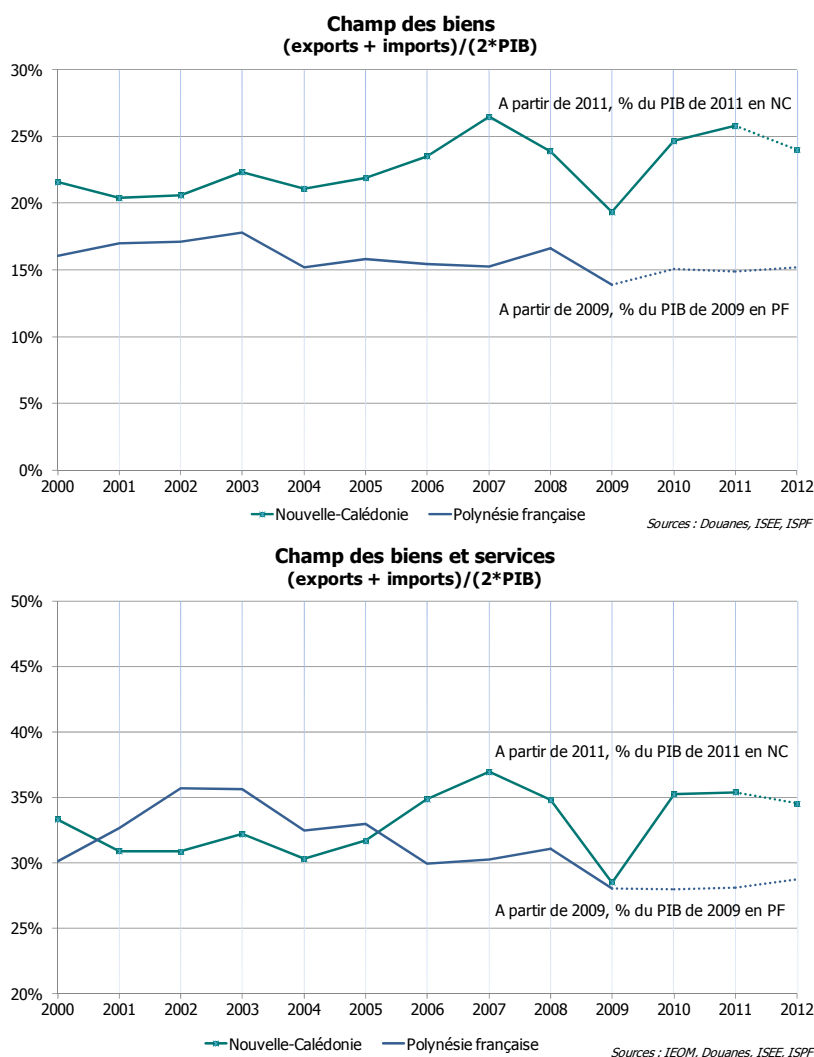 Champ des biens
(exports + imports)/(2*PIB)
30%
A partir de 2011, % du PIB de 2011 en NC
25%
20%
15%
A partir de 2009, % du PIB de 2009 en PF
10%
5%
0%
2000 2001 2002 2003 2004 2005 2006 2007 2008 2009 2010 2011 2012
Nouvelle-Calédonie Polynésie française
Sources : Douanes, ISEE, ISPF
Champ des biens et services
(exports + imports)/(2*PIB)
50%
45%
40%
A partir de 2011, % du PIB de 2011 en NC
35%
30%
A partir de 2009, % du PIB de 2009 en PF
25%
20%
2000 2001 2002 2003 2004 2005 2006 2007 2008 2009 2010 2011 2012
Nouvelle-Calédonie Polynésie française
Sources : IEOM, Douanes, ISEE, ISPF